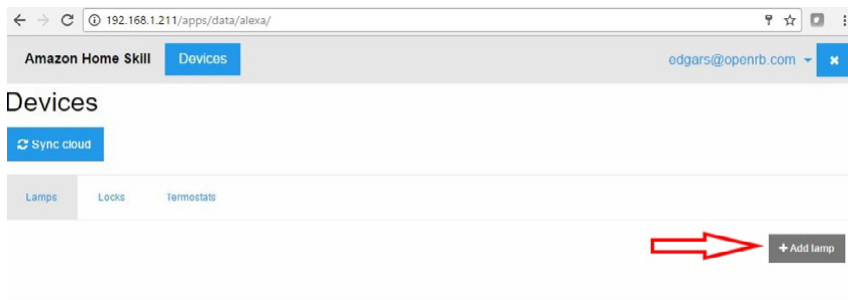 192.168.1.211/apps/data/alexa/
Amazon Home Skill Devices edgars@openrb.com
Devices
Sync cloud
Lamps Locks Termostats
+ Add lamp